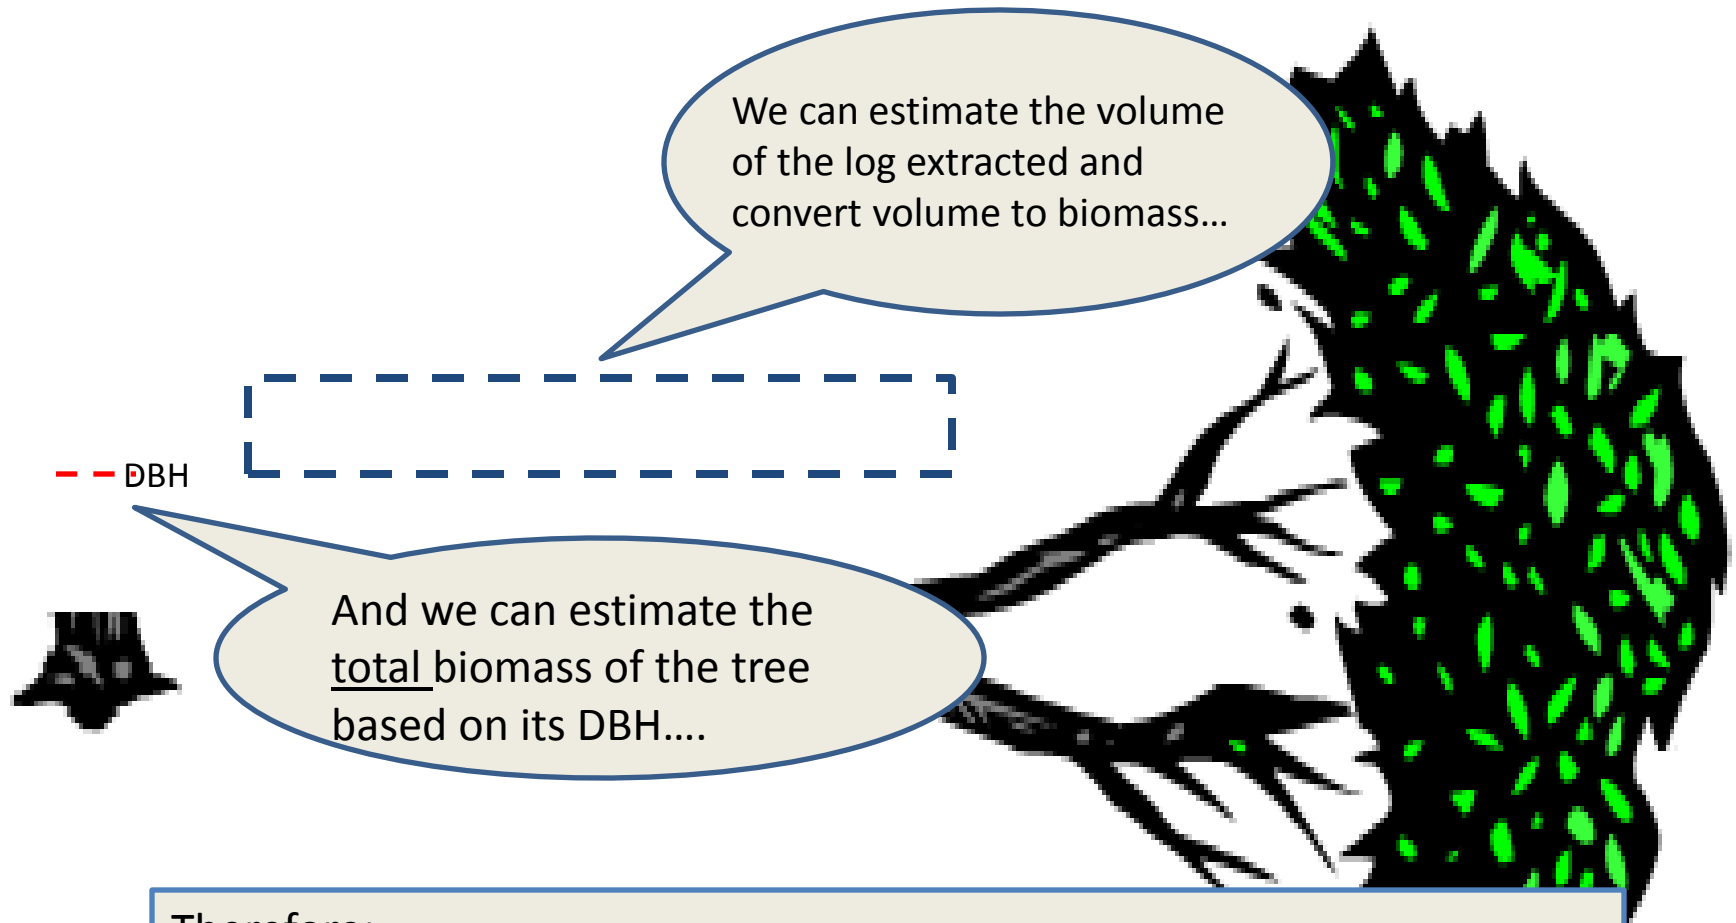 We can estimate the volume
of the log extracted and
convert volume to biomass…
DBH
And we can estimate the
total biomass of the tree
based on its DBH….
Therefore: